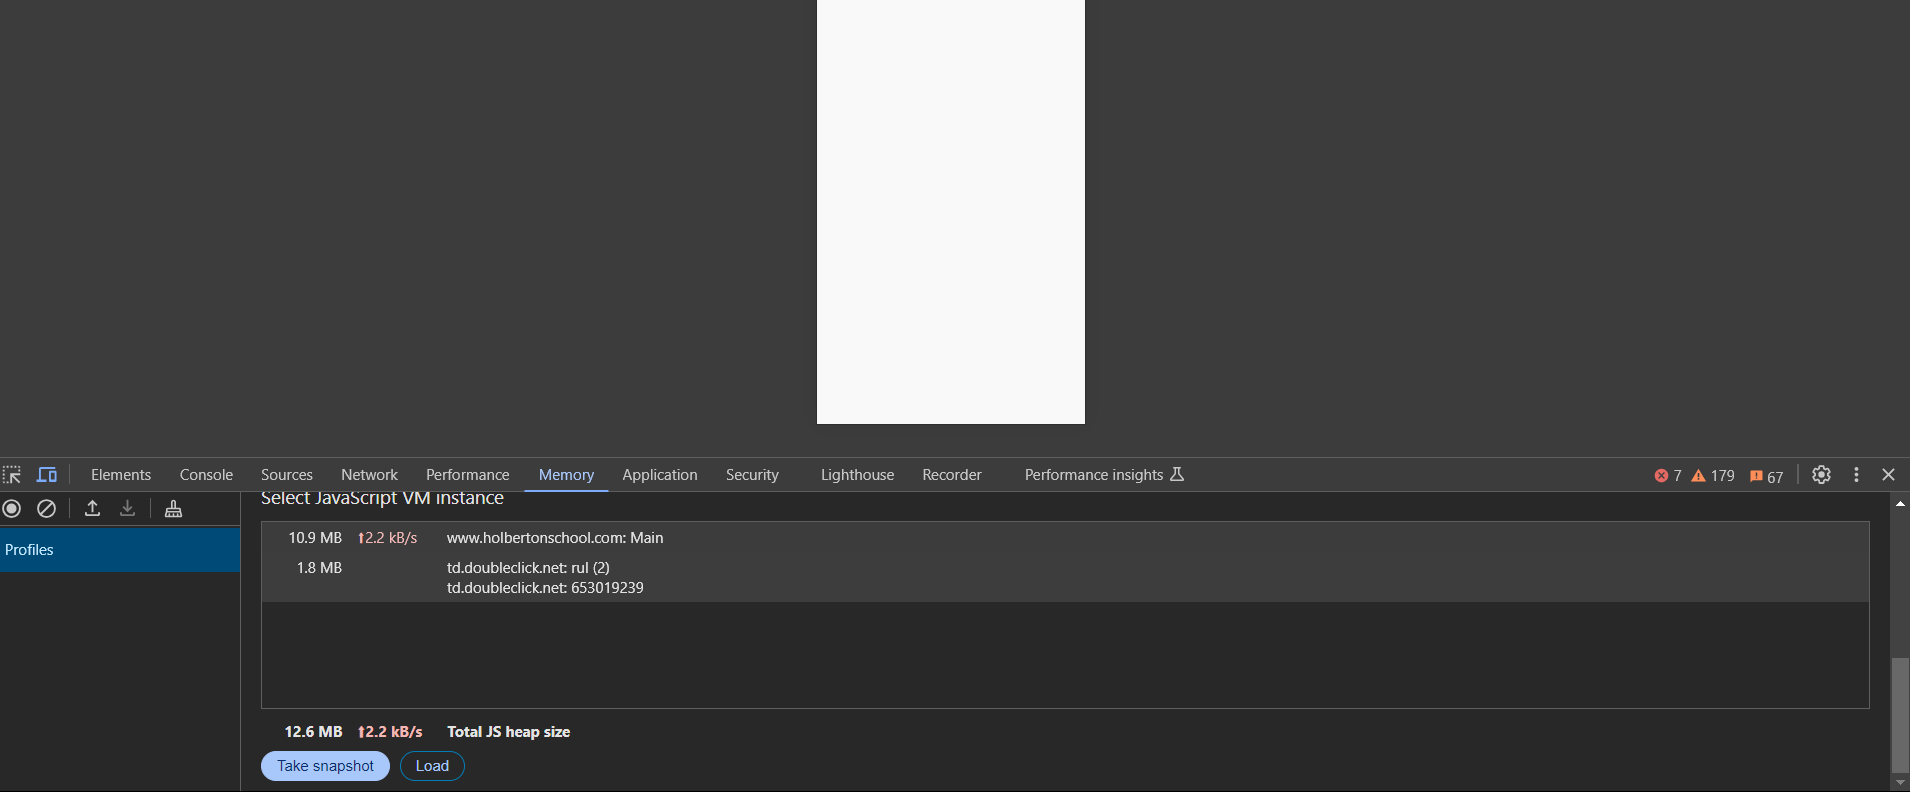 Elements Console Sources Network Performance Memory Application Security Lighthouse Recorder Performance insights 7 179 67
Select JavaScript VM instance
Profiles
10.9 MB 2.2 kB/s www.holbertonschool.com: Main
1.8 MB td.doubleclick.net: rul (2)
td.doubleclick.net: 653019239
12.6 MB 2.2 kB/s Total JS heap size
Take snapshot Load